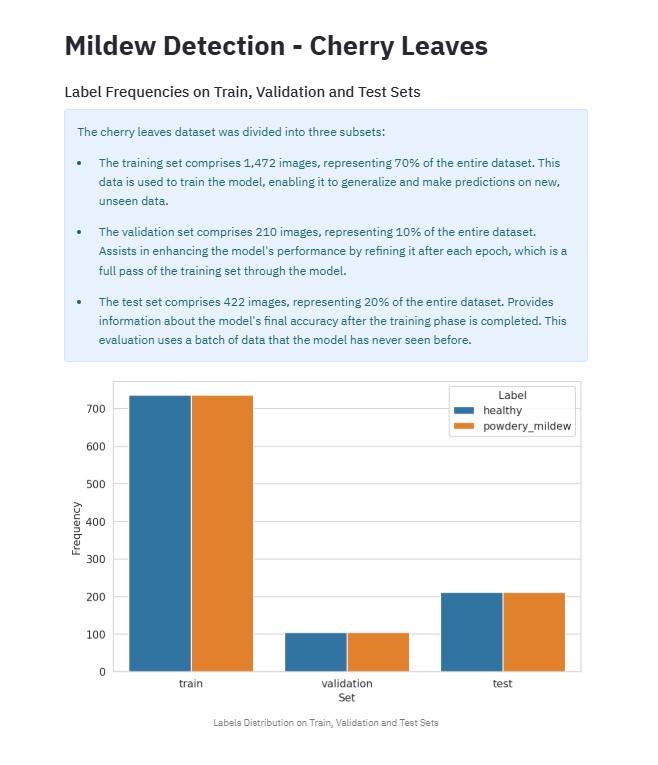 Mildew Detection - Cherry Leaves
Label Frequencies on Train, Validation and Test Sets
The cherry leaves dataset was divided into three subsets:
• The training set comprises 1,472 images, representing 70% of the entire dataset. This
data is used to train the model, enabling it to generalize and make predictions on new,
unseen data.
• The validation set comprises 210 images, representing 10% of the entire dataset.
Assists in enhancing the model's performance by refining it after each epoch, which is a
full pass of the training set through the model.
• The test set comprises 422 images, representing 20% of the entire dataset. Provides
information about the model's final accuracy after the training phase is completed. This
evaluation uses a batch of data that the model has never seen before.
Label
healthy
powdery_mildew
700
600
500
400
300
200
100
0
Frequency
train
validation
test
Set
Labels Distribution on Train, Validation and Test Sets